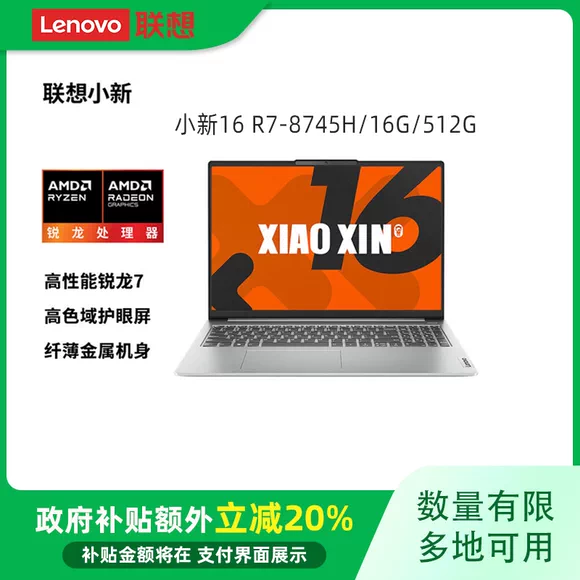 Lenovo 联想
联想小新
小新16 R7-8745H/16G/512G
AMD
RYZEN
AMD
RADEON
GRAPHICS
锐龙处理器
16
XIAO XIN
高性能锐龙7
高色域护眼屏
纤薄金属机身
Lenovo
政府补贴额外立减20%
补贴金额将在 支付界面展示
数量有限
多地可用